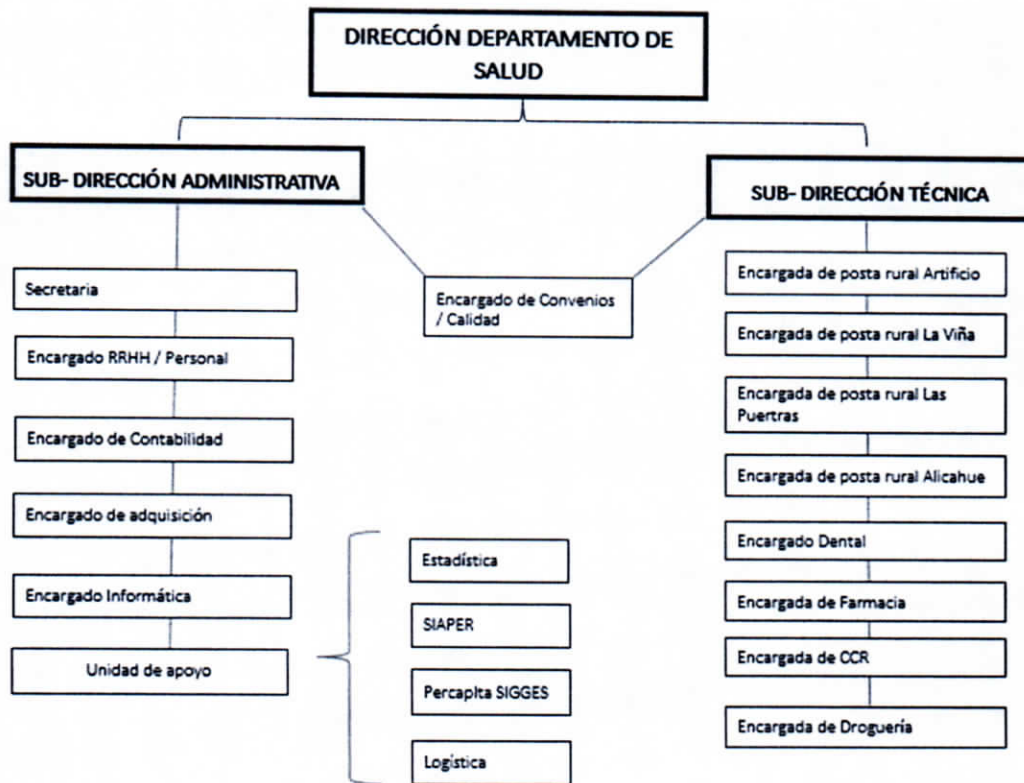 DIRECCIÓN DEPARTAMENTO DE
SALUD
SUB- DIRECCIÓN ADMINISTRATIVA
SUB- DIRECCIÓN TÉCNICA
Encargado de Convenios
/ Calidad
Secretaria
Encargado RRHH / Personal
Encargado de Contabilidad
Encargado de adquisición
Encargado Informática
Unidad de apoyo
Estadística
SIAPER
Percapita SIGGES
Logística
Encargada de posta rural Artificio
Encargada de posta rural La Viña
Encargada de posta rural Las
Puertras
Encargada de posta rural Alicahue
Encargado Dental
Encargada de Farmacia
Encargada de CCR
Encargada de Droguería